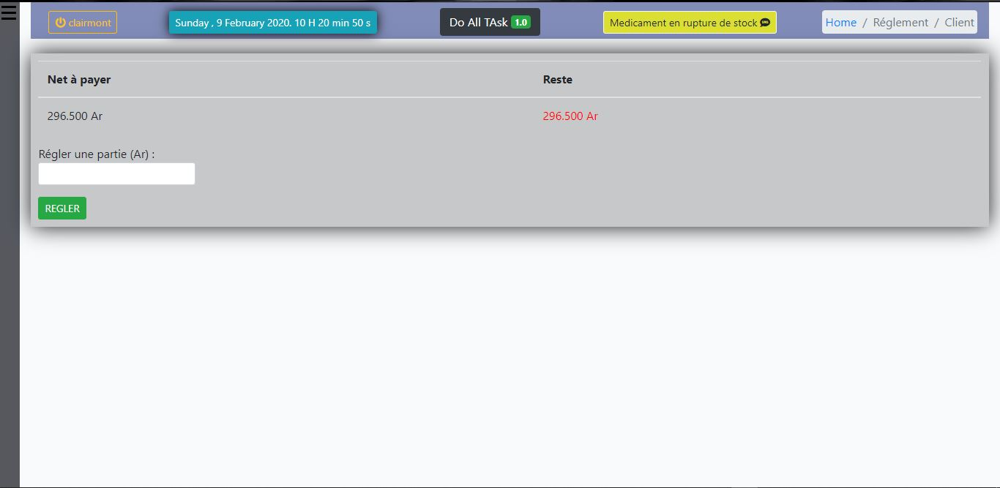 clairmont
Sunday , 9 February 2020. 10 H 20 min 50 s
Do All TAsk 1.0
Medicament en rupture de stock
Home / Réglement / Client
Net à payer Reste
296.500 Ar 296.500 Ar
Régler une partie (Ar) :
REGLER